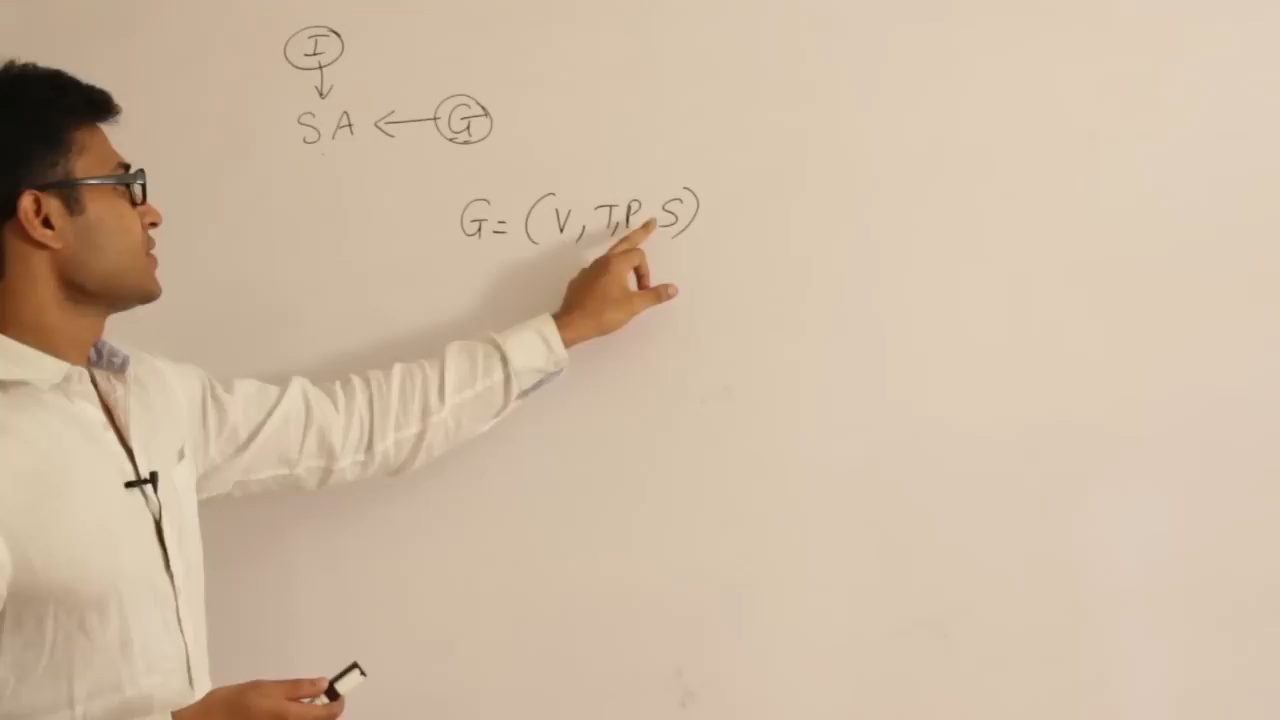 I
SA ← G
G = (V, T, P, S)